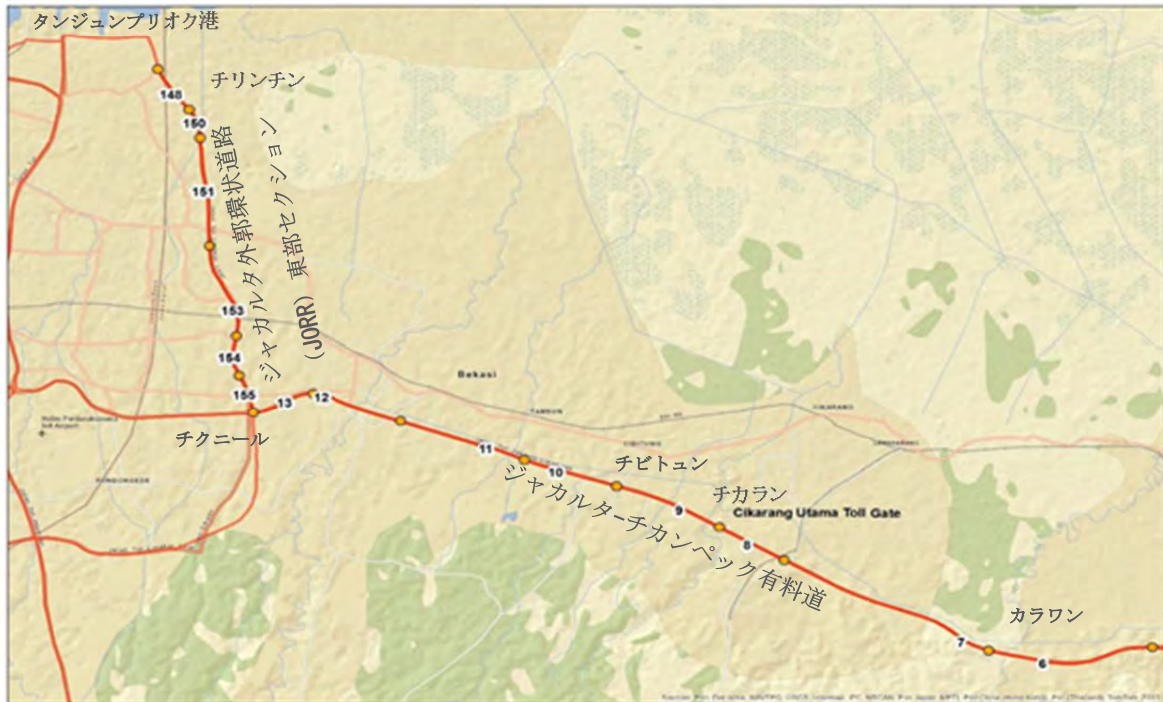 タンジュンプリオク港
チリンチン
148
150
151
ジャカルタ外郭環状道路
(JORR) 東部セクション
153
154
155
13
12
チクニール
Bekasi
TAMBUN
CIBITUNG
CIKARANG
11
10
チビトュン
ジャカルターチカンペック有料道
9
チカラン
Cikarang Utama Toll Gate
8
カラワン
7
6